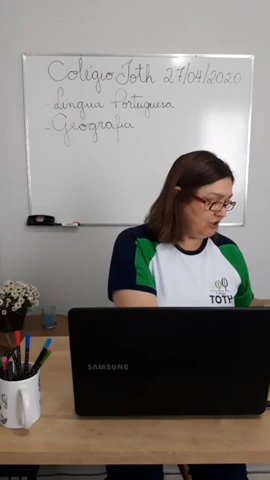 Colégio Toth 27/04/2020
- Língua Portuguesa
- Geografia
TOTH
SAMSUNG